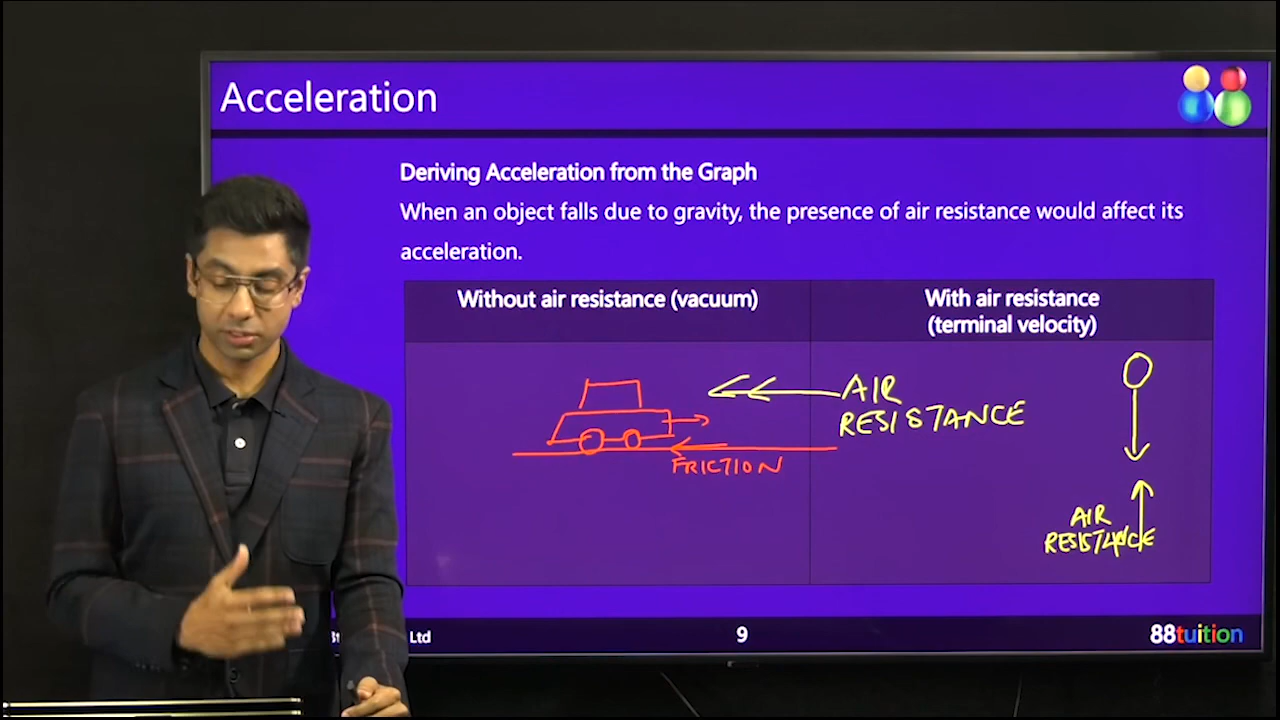 Acceleration
Deriving Acceleration from the Graph
When an object falls due to gravity, the presence of air resistance would affect its
acceleration.
Without air resistance (vacuum)
With air resistance
(terminal velocity)
AIR
RESISTANCE
FRICTION
AIR
RESISTANCE
Ltd
9
88tuition